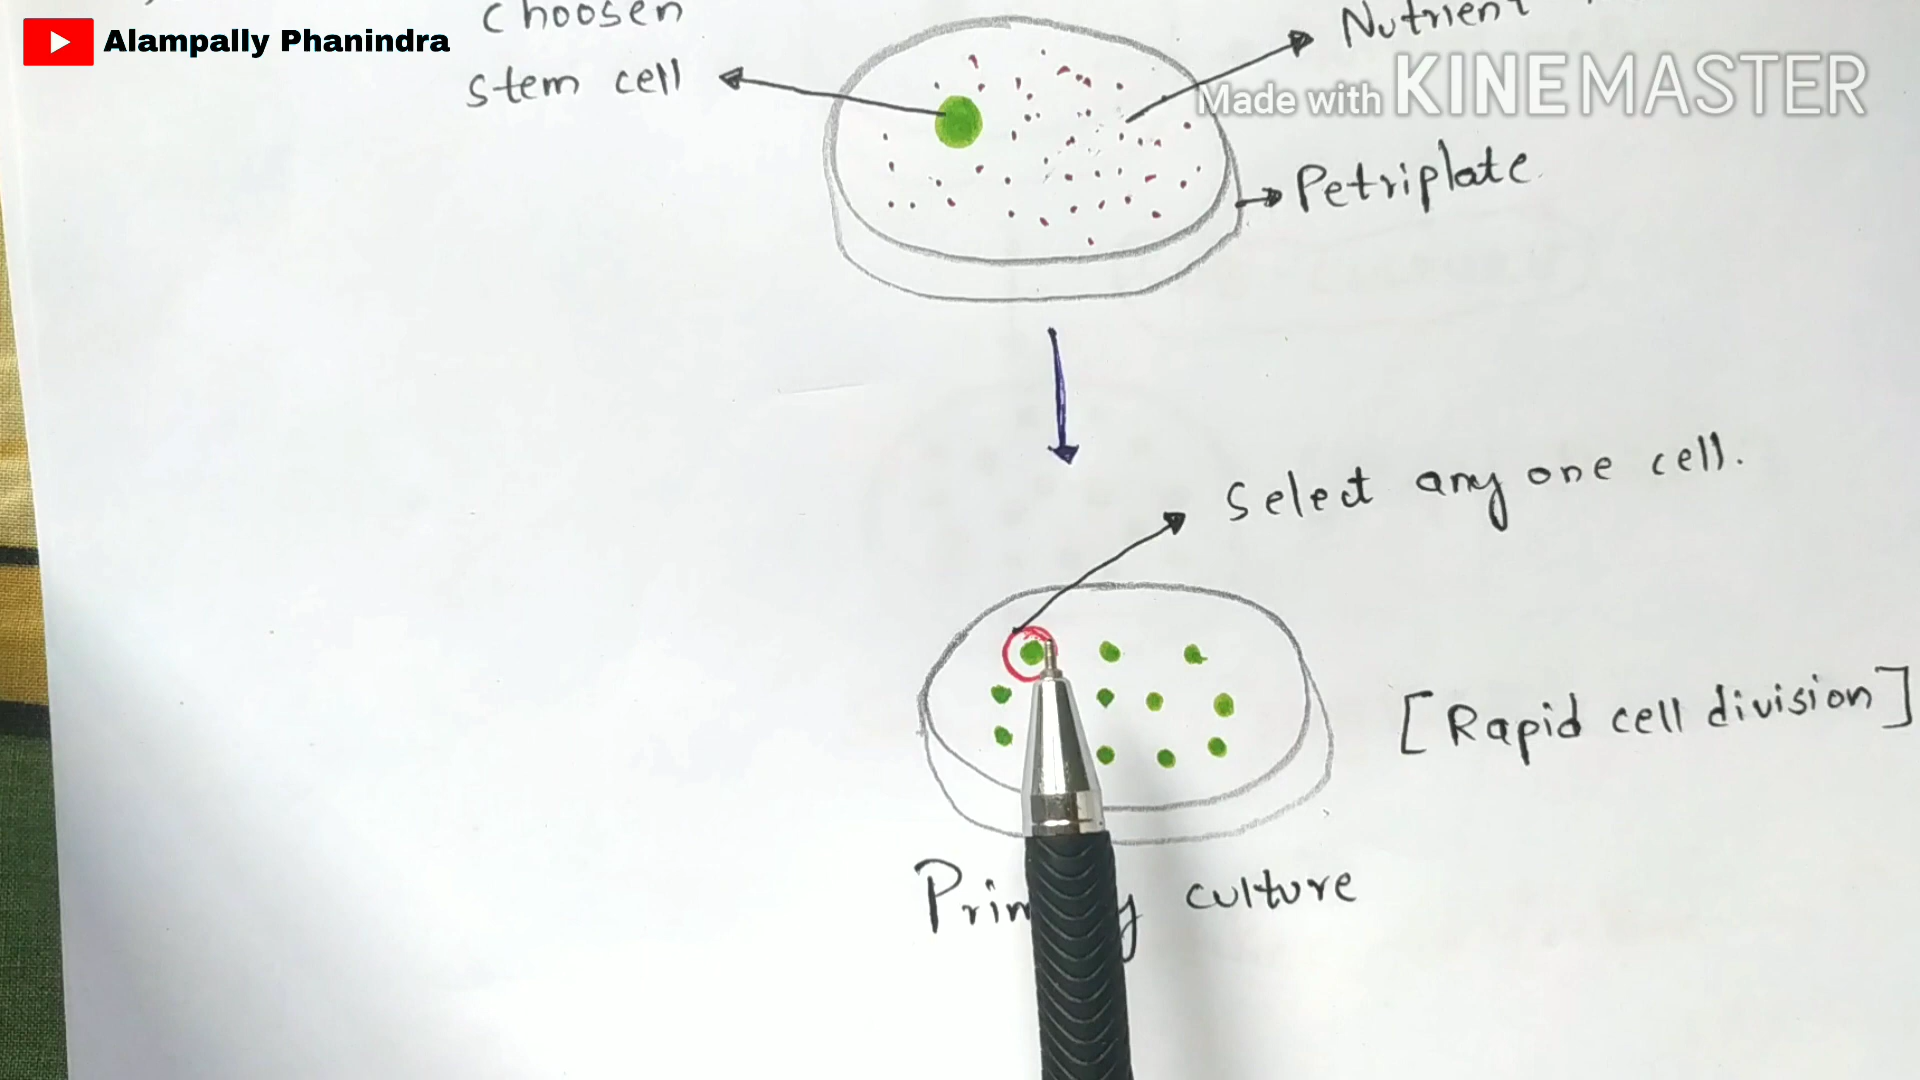 Alampally Phanindra
choosen
stem cell
Nutrient
Made with KINEMASTER
Petriplate
Select any one cell.
[Rapid cell division]
culture